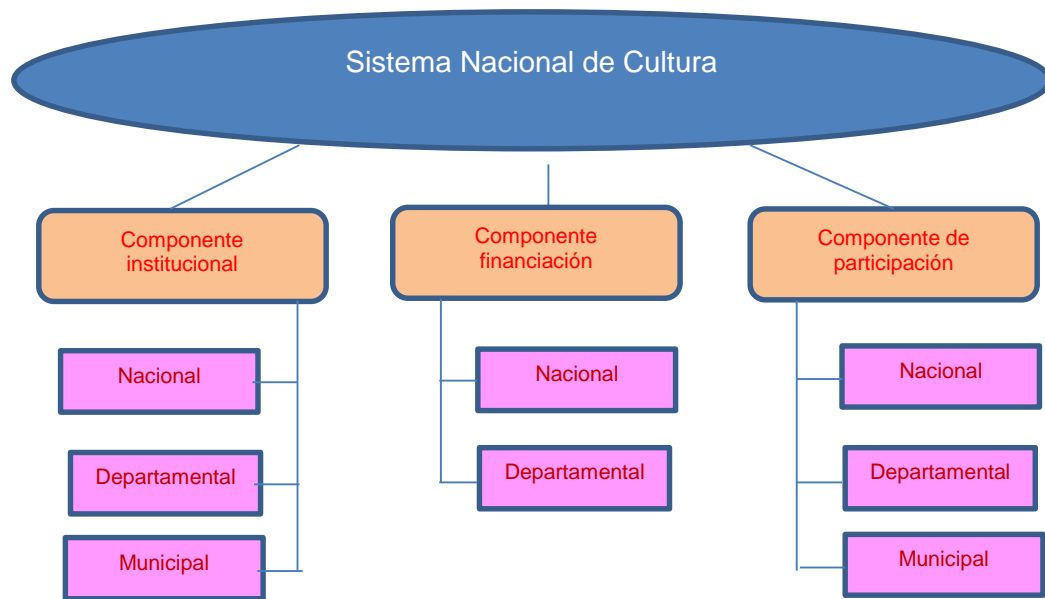 Sistema Nacional de Cultura
Componente
institucional
Componente
financiación
Componente de
participación
Nacional
Departamental
Municipal
Nacional
Departamental
Nacional
Departamental
Municipal